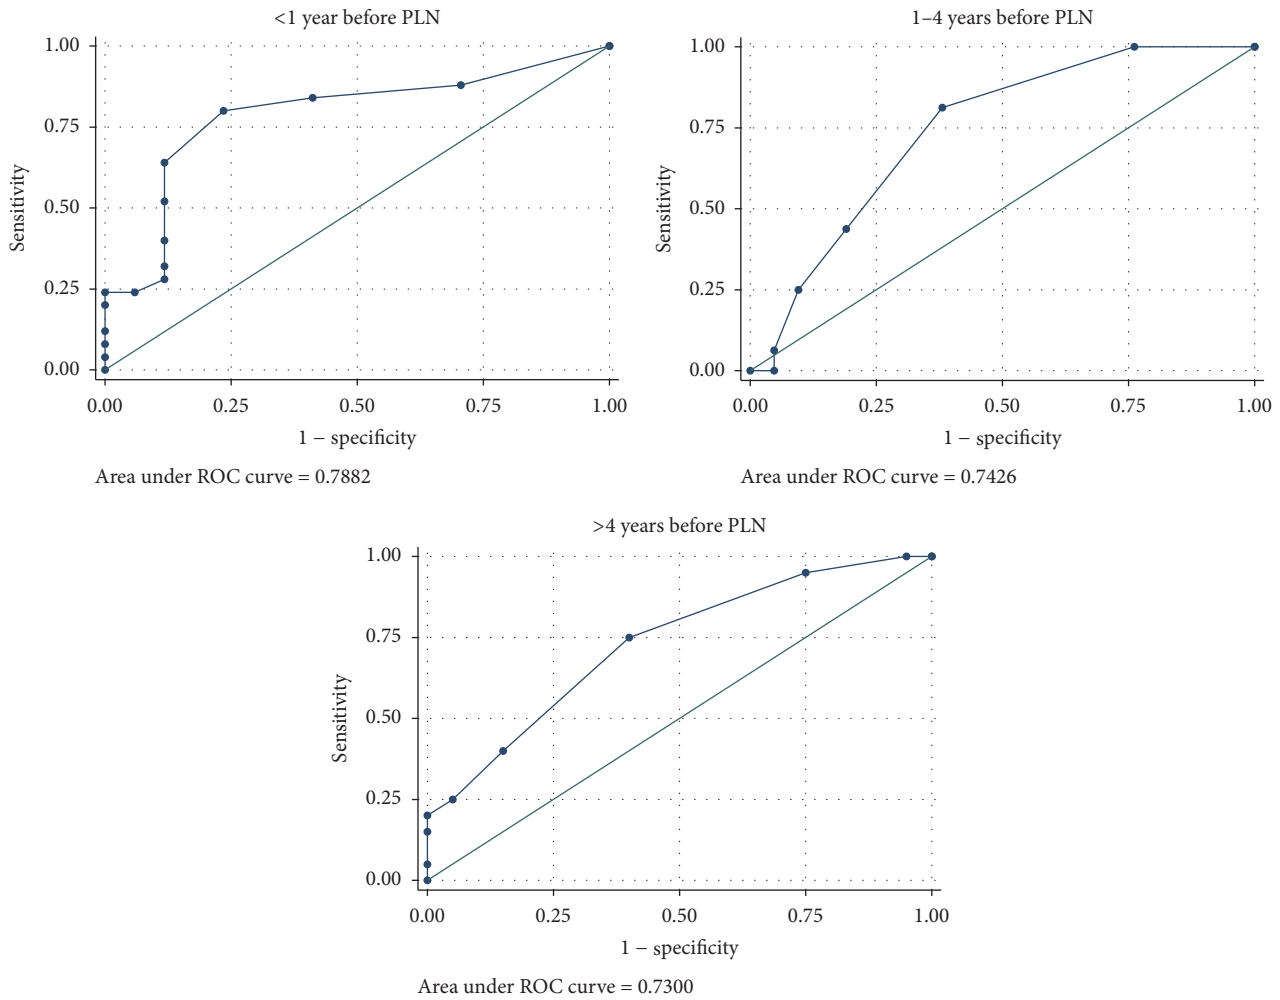 <1 year before PLN
1.00
0.75
0.50
0.25
0.00
Sensitivity
0.00 0.25 0.50 0.75 1.00
1 − specificity
Area under ROC curve = 0.7882
1–4 years before PLN
1.00
0.75
0.50
0.25
0.00
Sensitivity
0.00 0.25 0.50 0.75 1.00
1 − specificity
Area under ROC curve = 0.7426
>4 years before PLN
1.00
0.75
0.50
0.25
0.00
Sensitivity
0.00 0.25 0.50 0.75 1.00
1 − specificity
Area under ROC curve = 0.7300